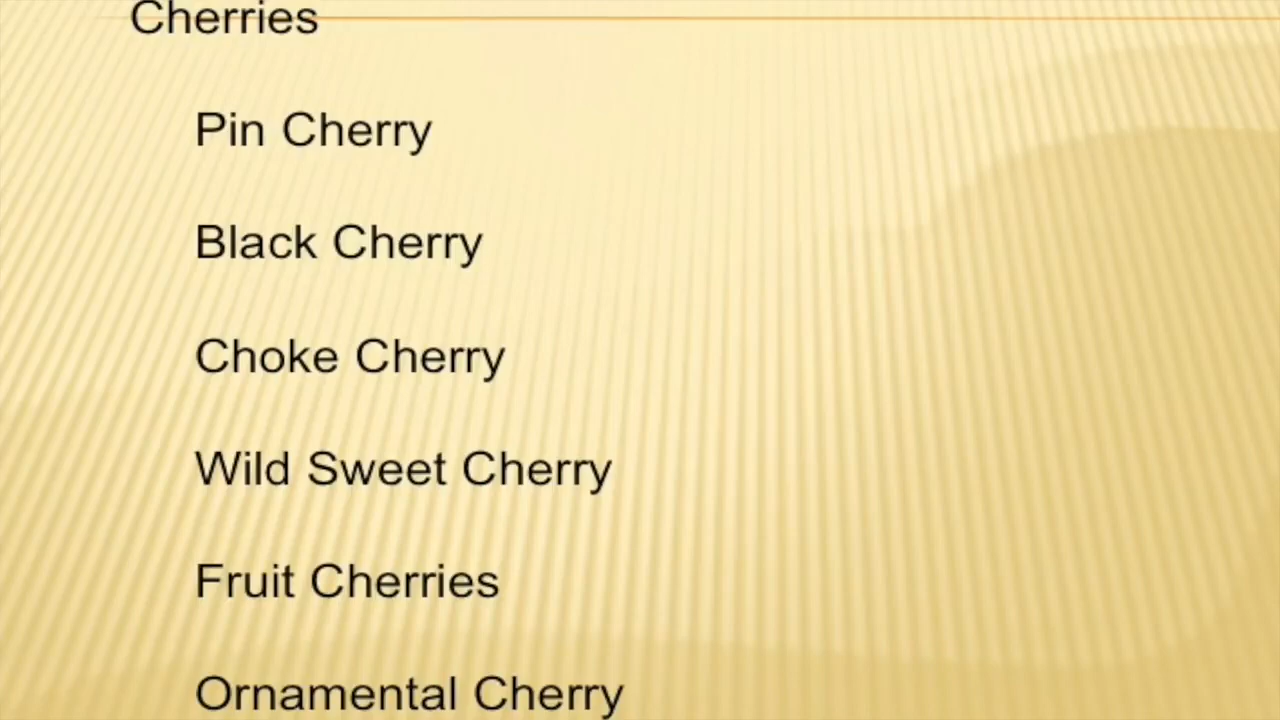 Cherries
Pin Cherry
Black Cherry
Choke Cherry
Wild Sweet Cherry
Fruit Cherries
Ornamental Cherry